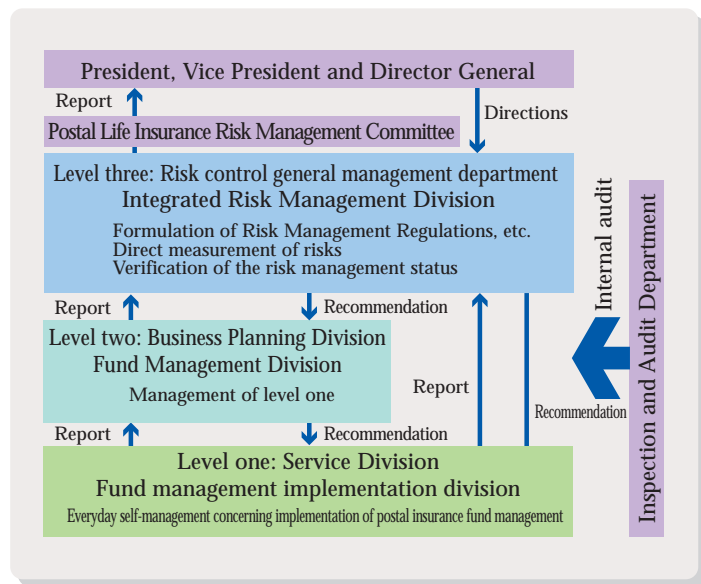 President, Vice President and Director General
Report
Directions
Postal Life Insurance Risk Management Committee
Level three: Risk control general management department
Integrated Risk Management Division
Formulation of Risk Management Regulations, etc.
Direct measurement of risks
Verification of the risk management status
Report
Recommendation
Level two: Business Planning Division
Fund Management Division
Management of level one
Report
Recommendation
Report
Recommendation
Level one: Service Division
Fund management implementation division
Everyday self-management concerning implementation of postal insurance fund management
Internal audit
Inspection and Audit Department